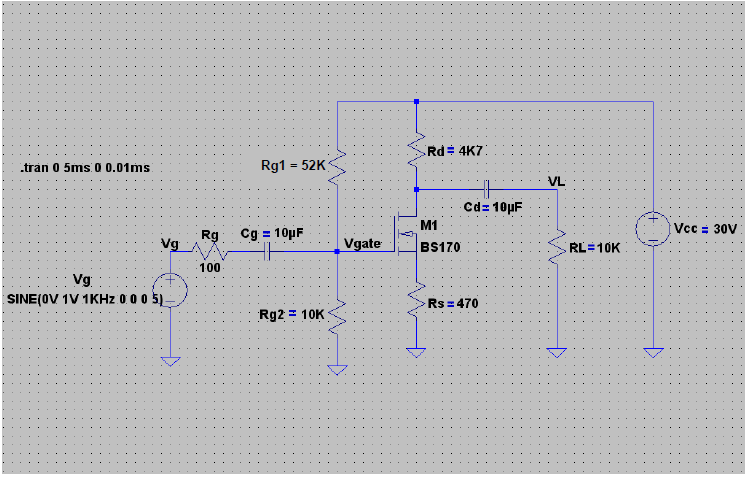 .tran 0 5ms 0 0.01ms
Rg1 = 52K
Rd = 4K7
VL
Cd = 10µF
Vg
Rg
100
Cg = 10µF
Vgate
M1
BS170
RL=10K
Vcc = 30V
Vg
SINE(0V 1V 1KHz 0 0 0 5)
Rg2 = 10K
Rs = 470